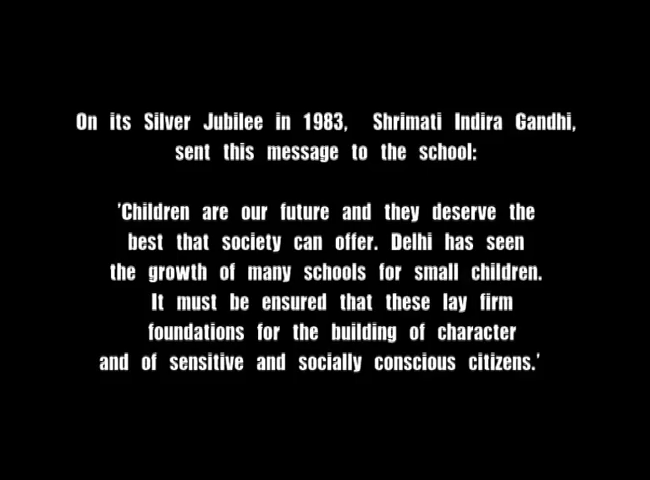 On its Silver Jubilee in 1983, Shrimati Indira Gandhi,
sent this message to the school:
'Children are our future and they deserve the
best that society can offer. Delhi has seen
the growth of many schools for small children.
It must be ensured that these lay firm
foundations for the building of character
and of sensitive and socially conscious citizens.'